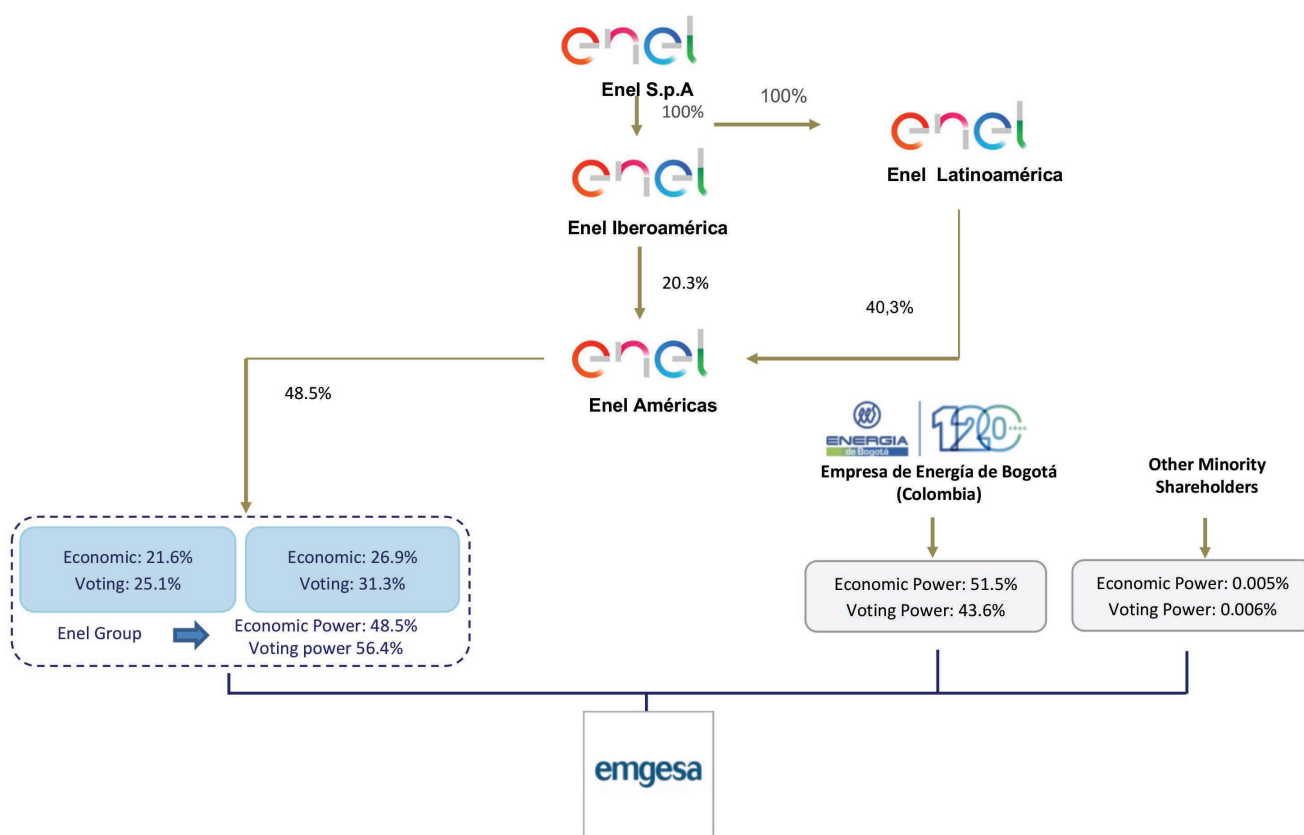 enel
Enel S.p.A
100%
100%
enel
Enel Latinoamérica
enel
Enel Iberoamérica
20.3%
40,3%
enel
Enel Américas
48.5%
ENERGIA
de Bogotá
120
Empresa de Energía de Bogotá
(Colombia)
Other Minority
Shareholders
Economic: 21.6%
Voting: 25.1%
Economic: 26.9%
Voting: 31.3%
Enel Group
Economic Power: 48.5%
Voting power 56.4%
Economic Power: 51.5%
Voting Power: 43.6%
Economic Power: 0.005%
Voting Power: 0.006%
emgesa